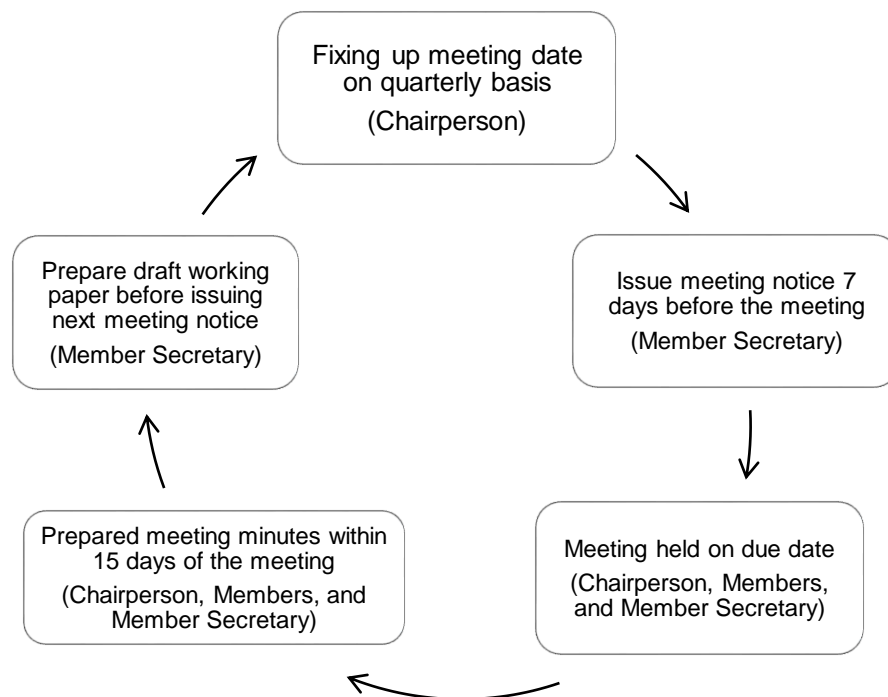 Fixing up meeting date
on quarterly basis
(Chairperson)
Issue meeting notice 7
days before the meeting
(Member Secretary)
Meeting held on due date
(Chairperson, Members,
and Member Secretary)
Prepared meeting minutes within
15 days of the meeting
(Chairperson, Members, and
Member Secretary)
Prepare draft working
paper before issuing
next meeting notice
(Member Secretary)